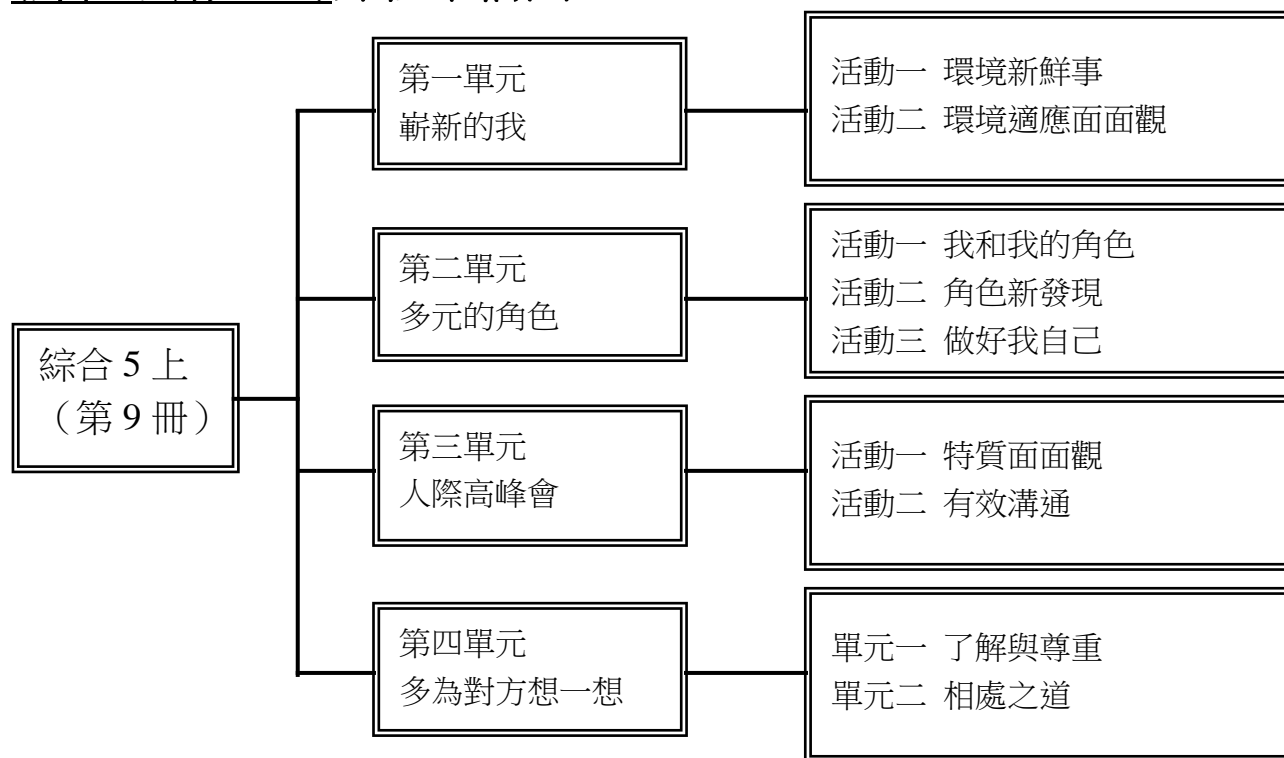 綜合 5 上
（第 9 冊）
第一單元
嶄新的我
活動一 環境新鮮事
活動二 環境適應面面觀
第二單元
多元的角色
活動一 我和我的角色
活動二 角色新發現
活動三 做好我自己
第三單元
人際高峰會
活動一 特質面面觀
活動二 有效溝通
第四單元
多為對方想一想
單元一 了解與尊重
單元二 相處之道